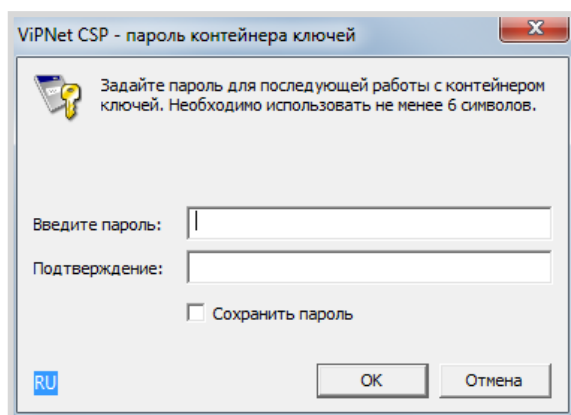 ViPNet CSP - пароль контейнера ключей
Задайте пароль для последующей работы с контейнером
ключей. Необходимо использовать не менее 6 символов.
Введите пароль:
Подтверждение:
Сохранить пароль
RU
OK
Отмена